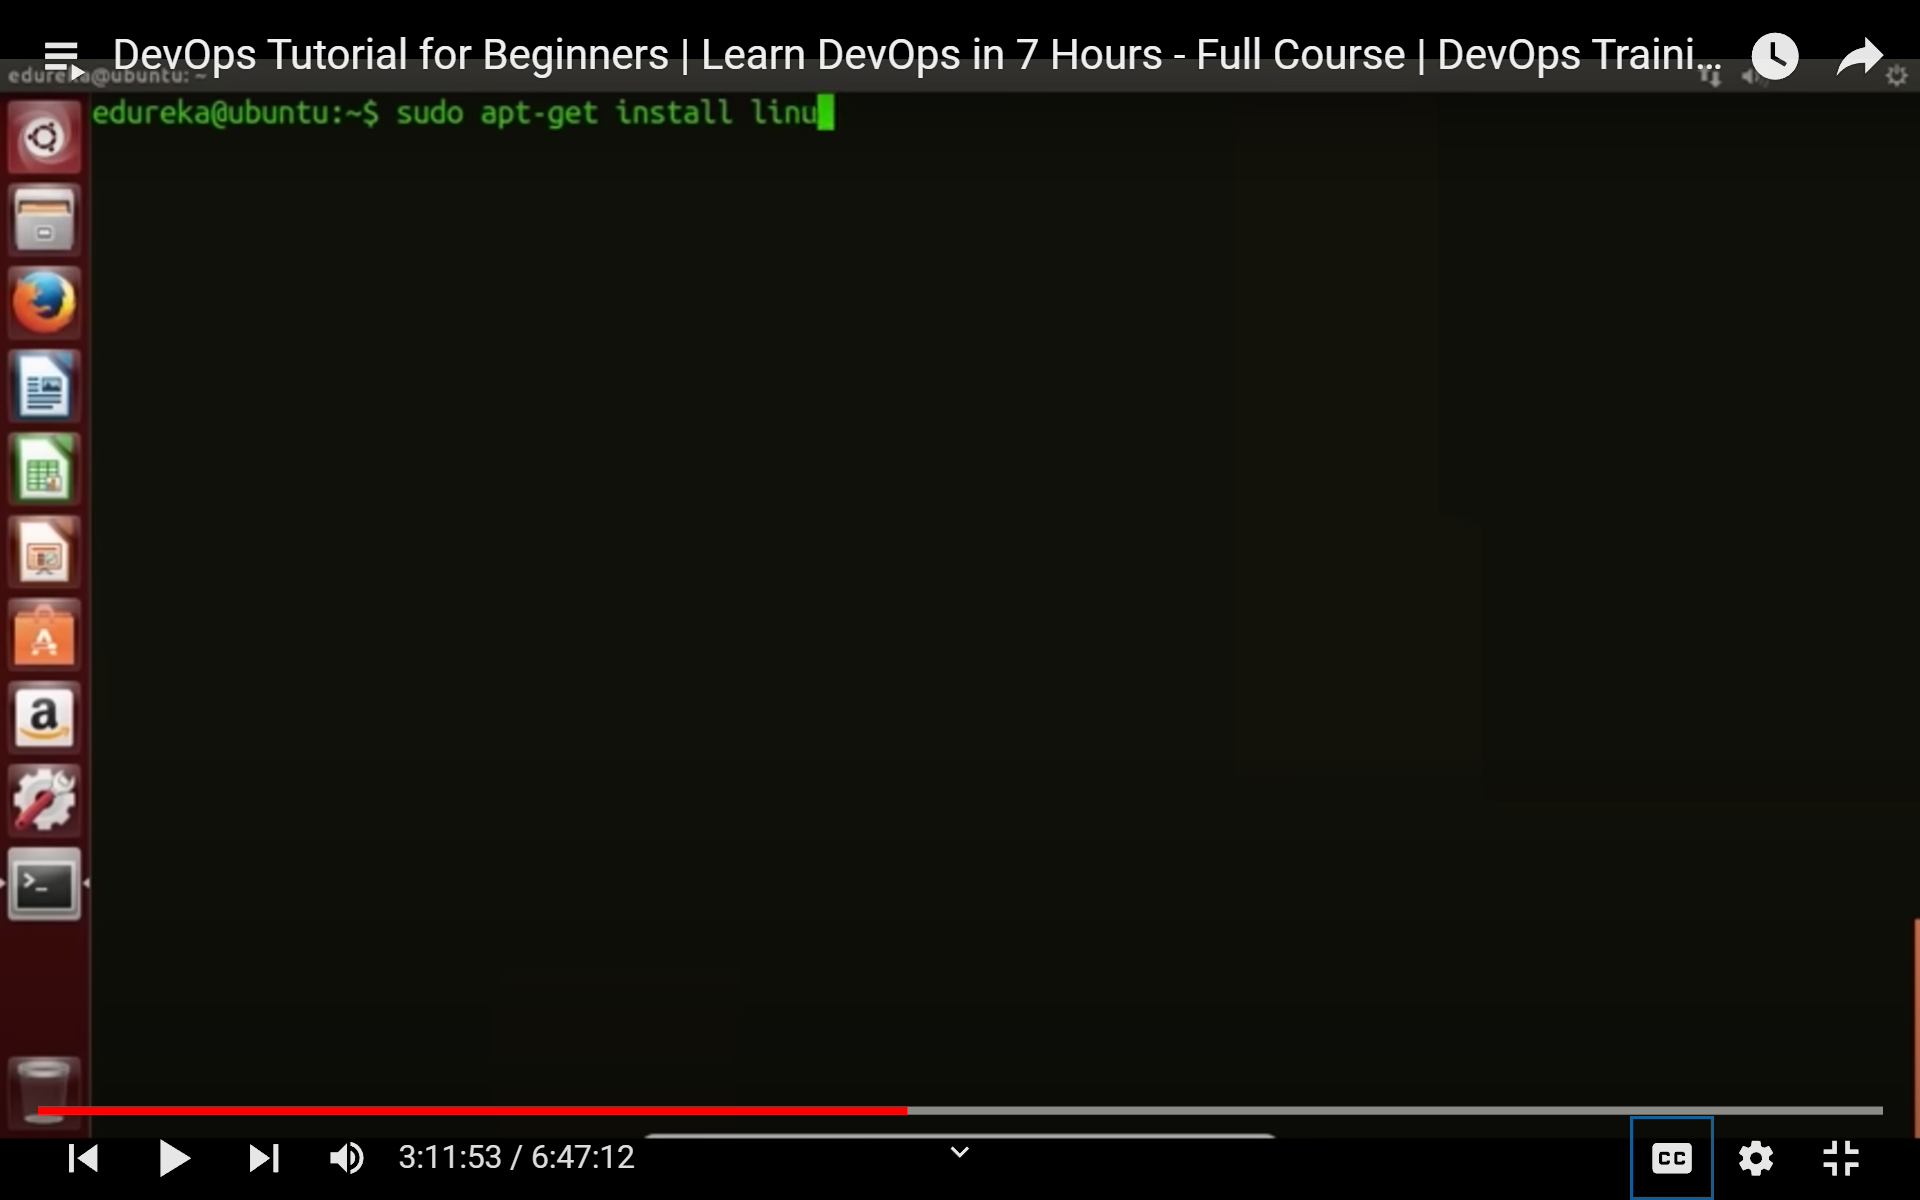 DevOps Tutorial for Beginners | Learn DevOps in 7 Hours - Full Course | DevOps Traini...
edureka@ubuntu: ~
edureka@ubuntu:~$ sudo apt-get install linu
A
a
>_
3:11:53 / 6:47:12
CC